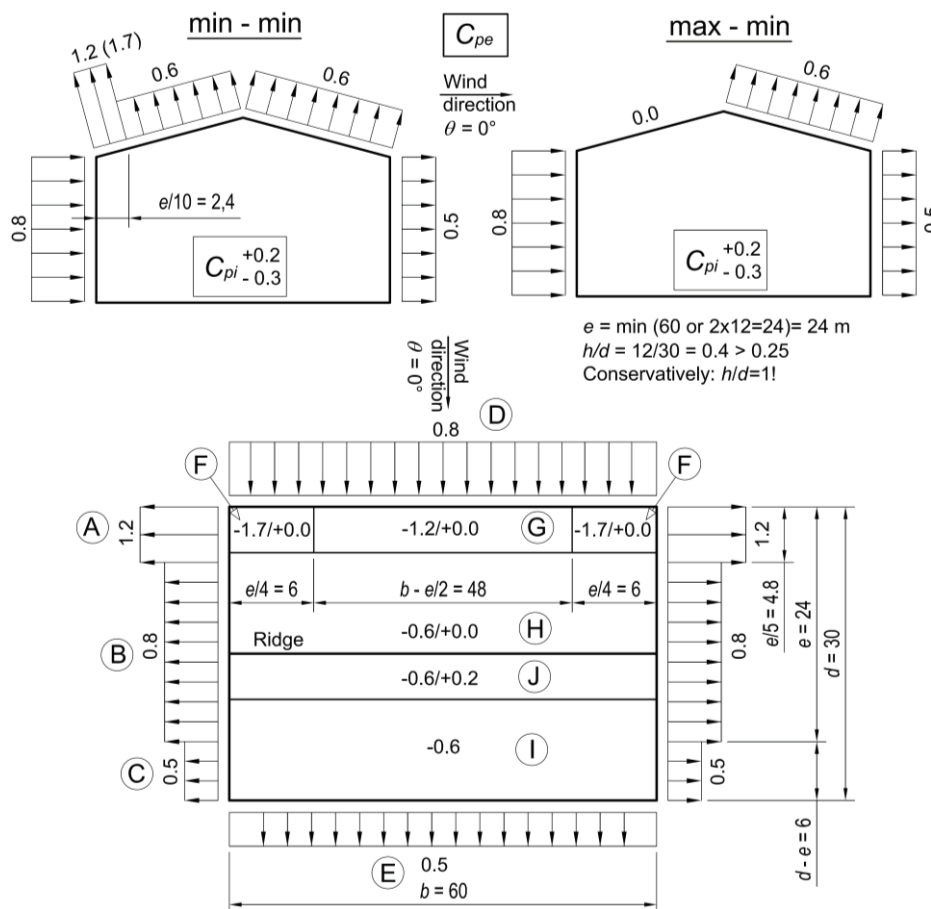 min - min
C_pe
max - min
1.2 (1.7)
0.6
0.6
Wind
direction
θ = 0°
0.0
0.6
0.8
e/10 = 2,4
0.5
C_pi +0.2
- 0.3
0.8
C_pi +0.2
- 0.3
0.5
e = min (60 or 2x12=24)= 24 m
h/d = 12/30 = 0.4 > 0.25
Conservatively: h/d=1!
Wind
direction
θ = 0°
D
0.8
F
F
A
1.2
-1.7/+0.0
-1.2/+0.0
G
-1.7/+0.0
1.2
e/4 = 6
b - e/2 = 48
e/4 = 6
e/5 = 4.8
e = 24
d = 30
B
0.8
Ridge
-0.6/+0.0
H
0.8
-0.6/+0.2
J
C
0.5
-0.6
I
0.5
d - e = 6
E
0.5
b = 60